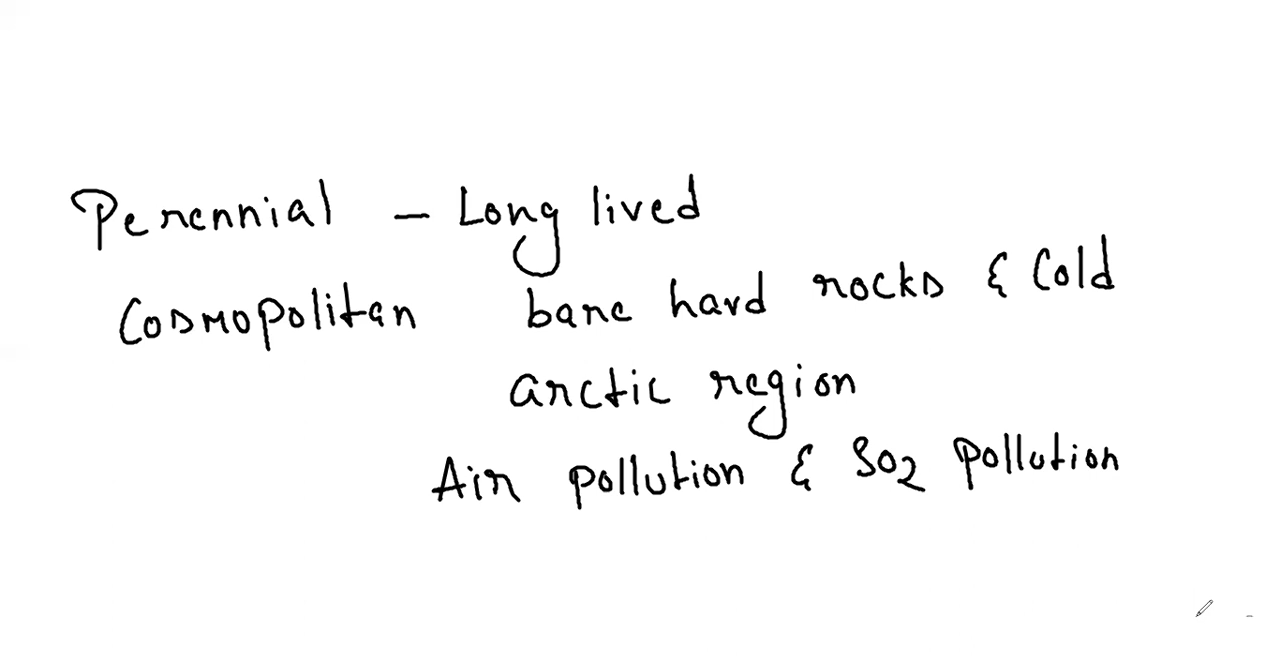 Perennial - Long lived
Cosmopolitan bare hard rocks & Cold
arctic region
Air pollution & SO2 pollution